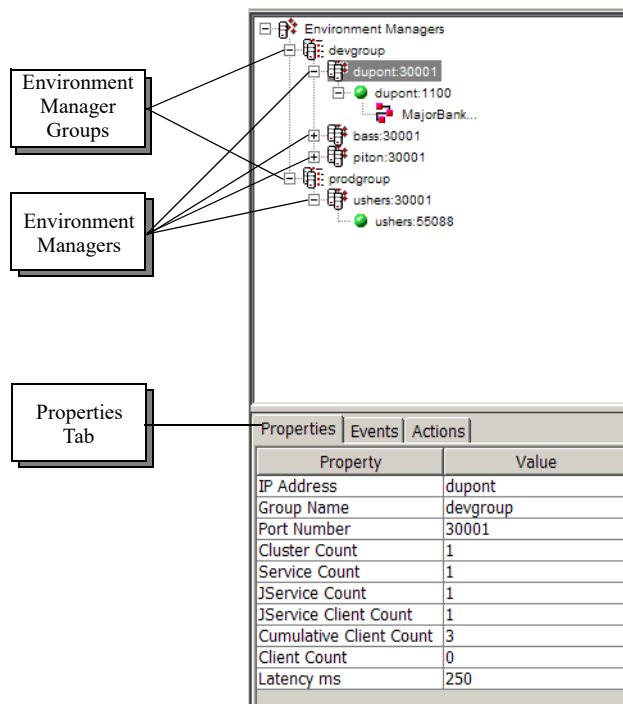 Environment Managers
devgroup
dupont:30001
dupont:1100
MajorBank...
bass:30001
piton:30001
prodgroup
ushers:30001
ushers:55088
Environment
Manager
Groups
Environment
Managers
Properties
Tab
Properties Events Actions
Property Value
IP Address dupont
Group Name devgroup
Port Number 30001
Cluster Count 1
Service Count 1
JService Count 1
JService Client Count 1
Cumulative Client Count 3
Client Count 0
Latency ms 250